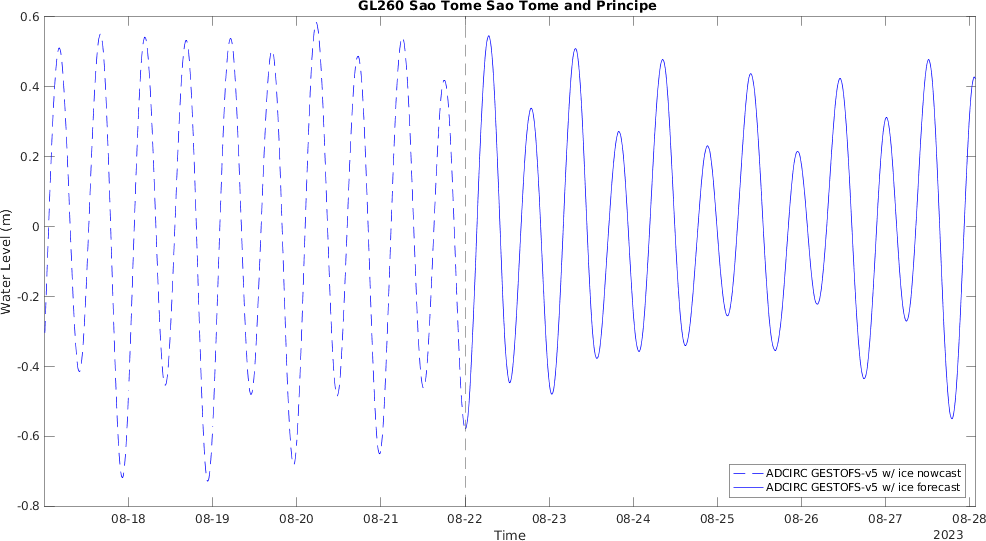 GL260 Sao Tome Sao Tome and Principe
0.6
0.4
0.2
0
-0.2
-0.4
-0.6
-0.8
Water Level (m)
ADCIRC GESTOFS-v5 w/ ice nowcast
ADCIRC GESTOFS-v5 w/ ice forecast
08-18 08-19 08-20 08-21 08-22 08-23 08-24 08-25 08-26 08-27 08-28
Time
2023